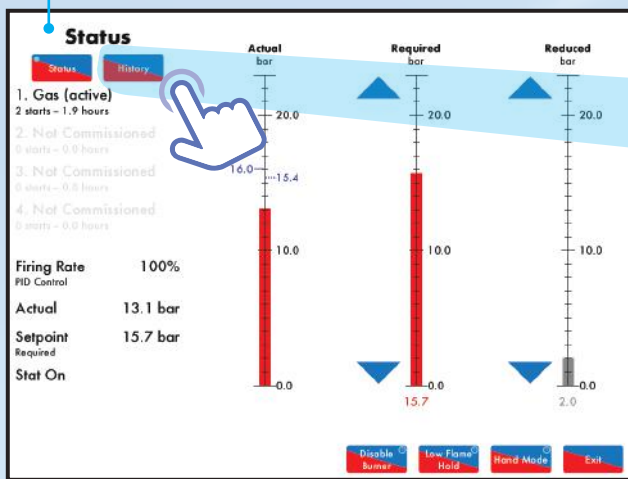 Status
Status
History
1. Gas (active)
2 starts – 1.9 hours
2. Not Commissioned
0 starts – 0.0 hours
3. Not Commissioned
0 starts – 0.0 hours
4. Not Commissioned
0 starts – 0.0 hours
Firing Rate 100%
PID Control
Actual 13.1 bar
Setpoint 15.7 bar
Required
Stat On
Actual
bar
20.0
16.0
15.4
10.0
0.0
Required
bar
20.0
10.0
0.0
15.7
Reduced
bar
20.0
10.0
0.0
2.0
Disable
Burner
Low Flame
Hold
Hand Mode
Exit